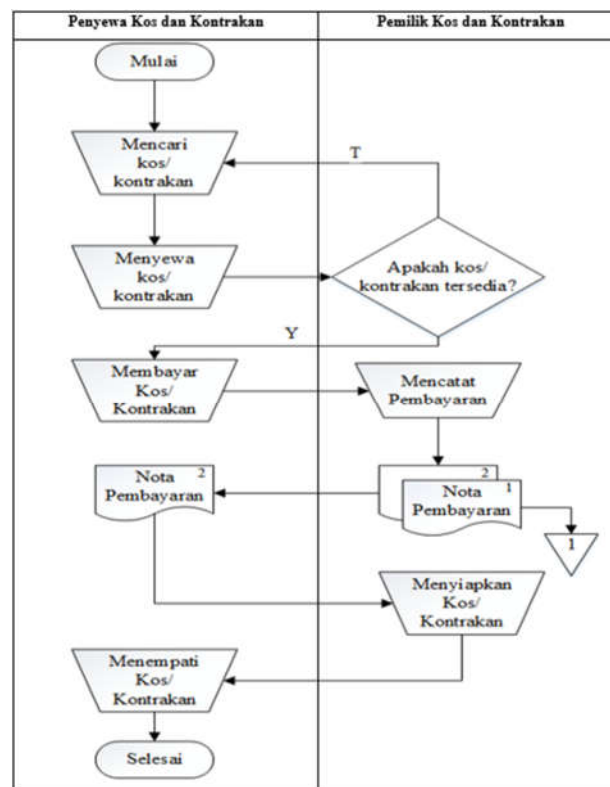 Penyewa Kos dan Kontrakan
Pemilik Kos dan Kontrakan
Mulai
Mencari
kos/
kontrakan
T
Menyewa
kos/
kontrakan
Apakah kos/
kontrakan tersedia?
Y
Membayar
Kos/
Kontrakan
Mencatat
Pembayaran
Nota 2
Pembayaran
2
Nota 1
Pembayaran
1
Menyiapkan
Kos/
Kontrakan
Menempati
Kos/
Kontrakan
Selesai